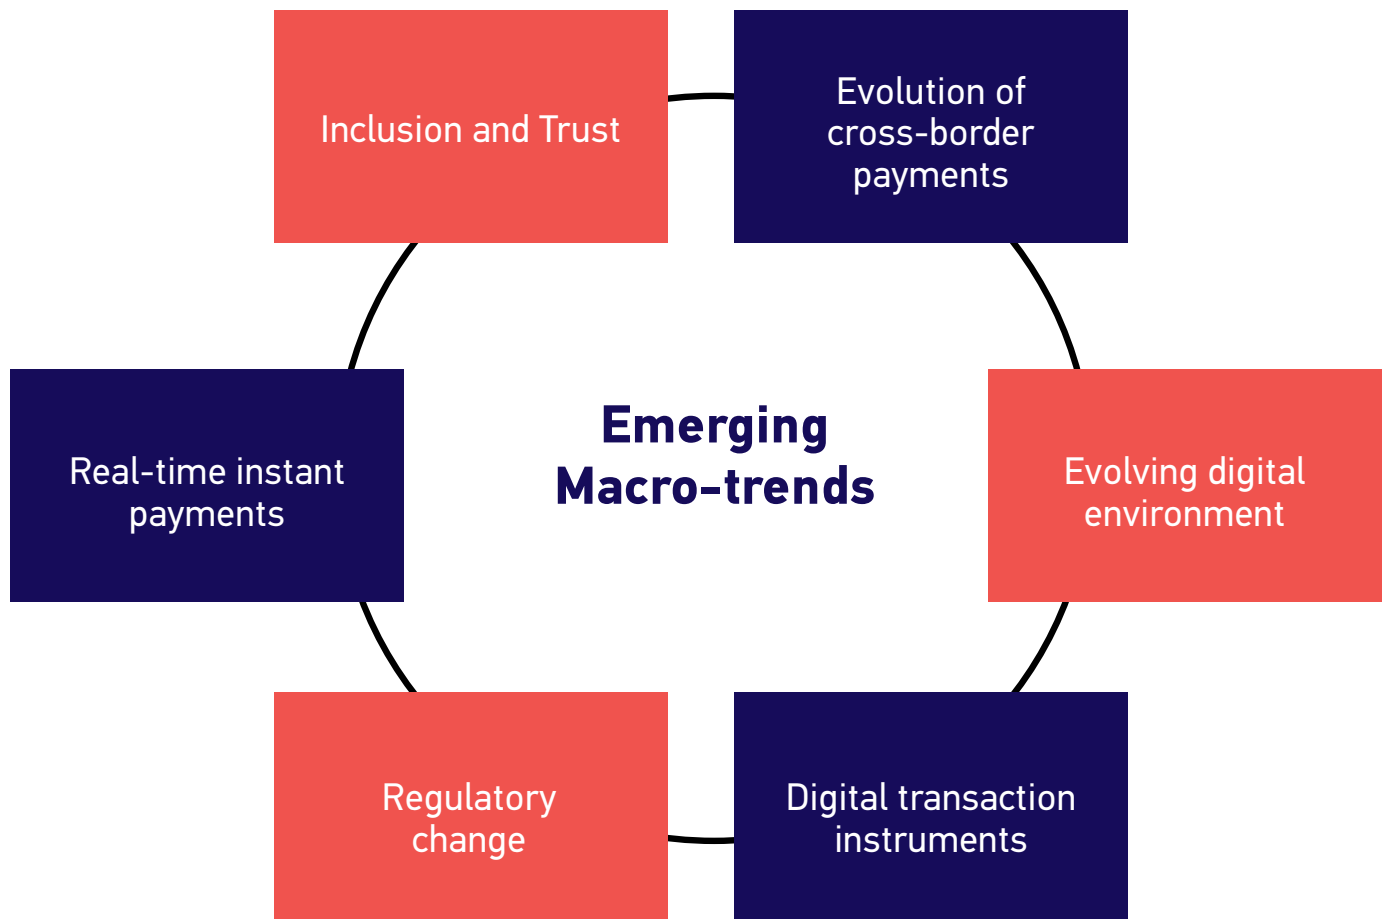 Inclusion and Trust
Evolution of
cross-border
payments
Emerging
Macro-trends
Real-time instant
payments
Evolving digital
environment
Regulatory
change
Digital transaction
instruments